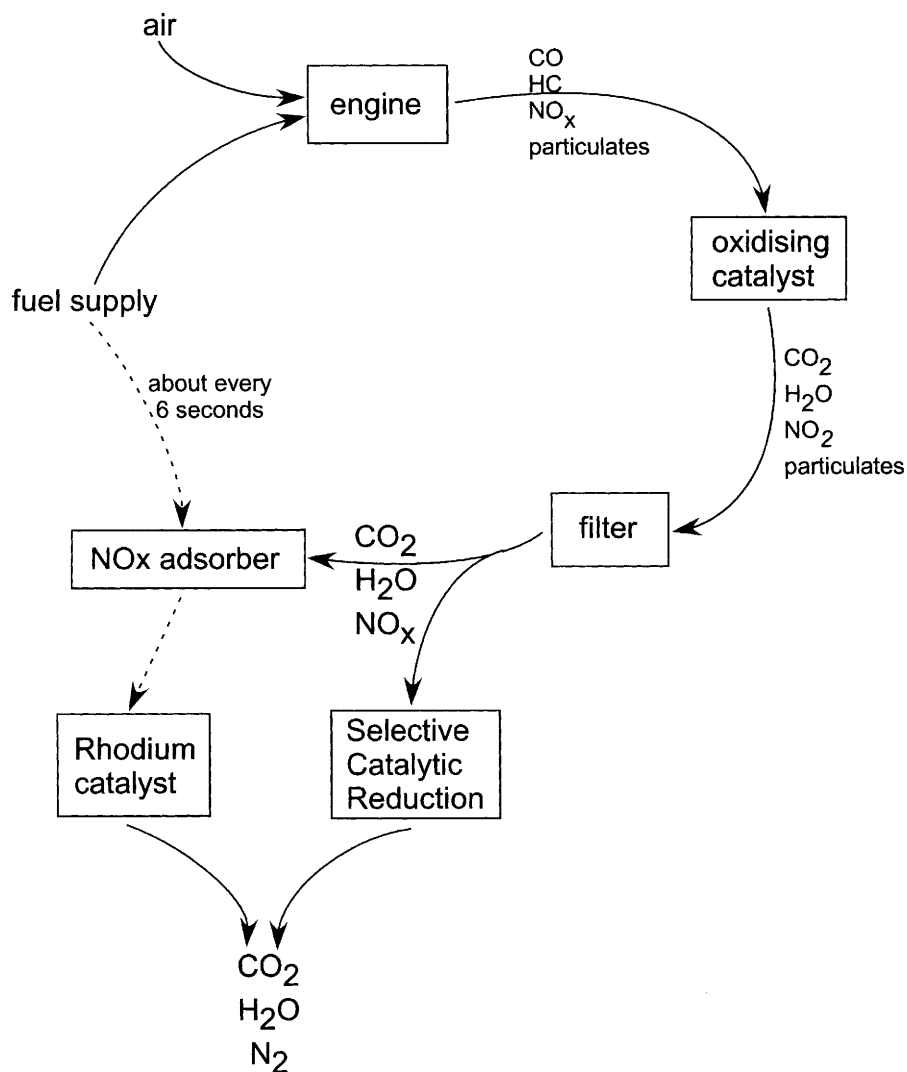 air
engine
CO
HC
NOx
particulates
oxidising
catalyst
fuel supply
about every
6 seconds
CO2
H2O
NO2
particulates
filter
NOx adsorber
CO2
H2O
NOx
Rhodium
catalyst
Selective
Catalytic
Reduction
CO2
H2O
N2